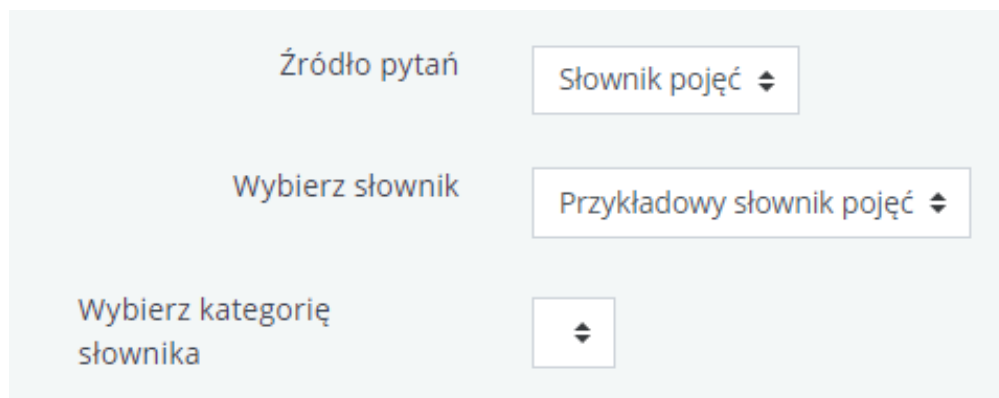 Źródło pytań
Słownik pojęć
Wybierz słownik
Przykładowy słownik pojęć
Wybierz kategorię
słownika